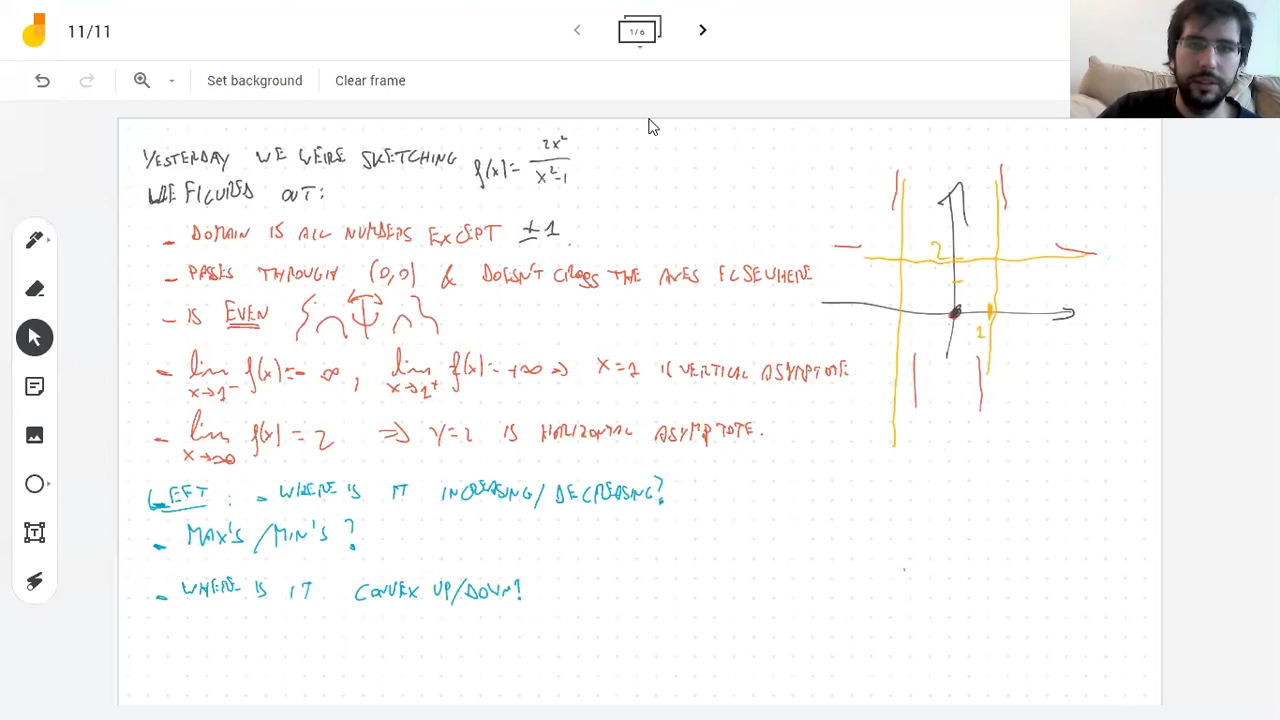 11/11
1/6
Set background
Clear frame
YESTERDAY WE WERE SKETCHING f(x) = 2x²/x²-1
WE FIGURED OUT:
- DOMAIN IS ALL NUMBERS EXCEPT ±1.
- PASSES THROUGH (0,0) & DOESN'T CROSS THE AXES ELSEWHERE
- IS EVEN
- lim x→1⁻ f(x) = -∞, lim x→1⁺ f(x) = +∞ ⇒ x=1 IS VERTICAL ASYMPTOTE
- lim x→∞ f(x) = 2 ⇒ y=2 IS HORIZONTAL ASYMPTOTE.
LEFT: - WHERE IS IT INCREASING/DECREASING?
- MAX'S/MIN'S?
- WHERE IS IT CONVEX UP/DOWN?
2
1
T